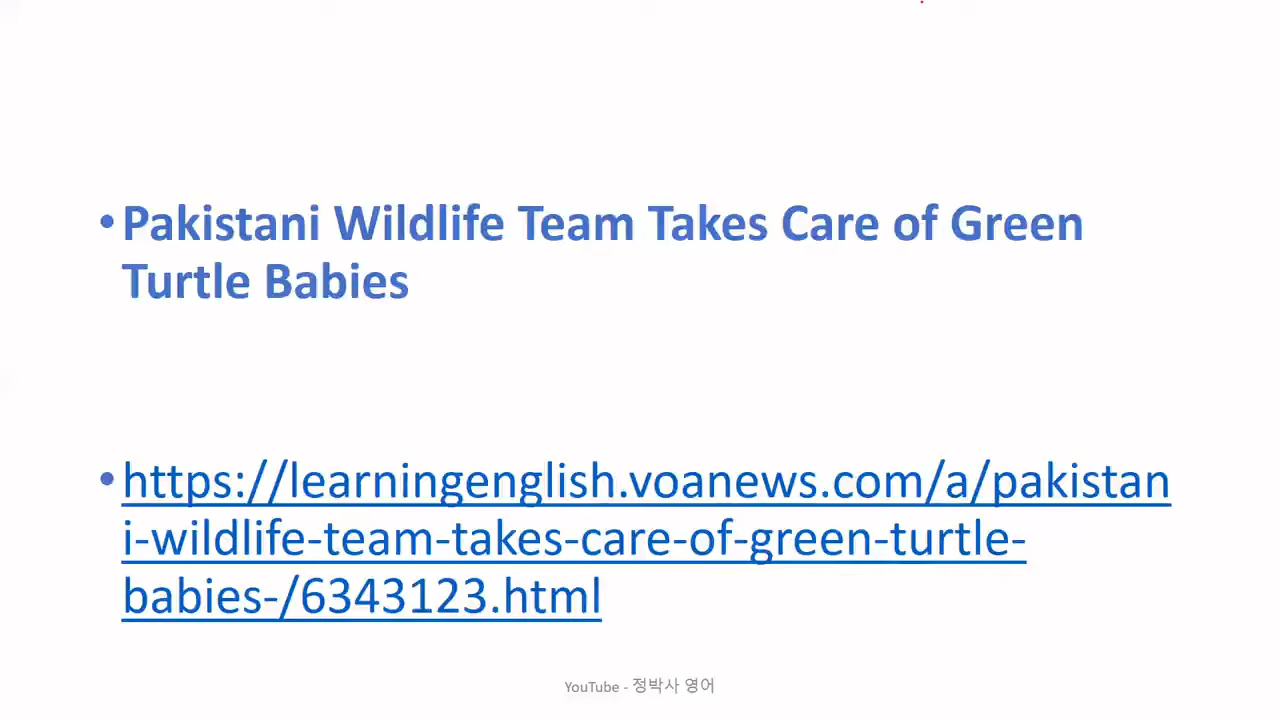 •Pakistani Wildlife Team Takes Care of Green
Turtle Babies
•https://learningenglish.voanews.com/a/pakistan
i-wildlife-team-takes-care-of-green-turtle-
babies-/6343123.html
YouTube - 정박사 영어